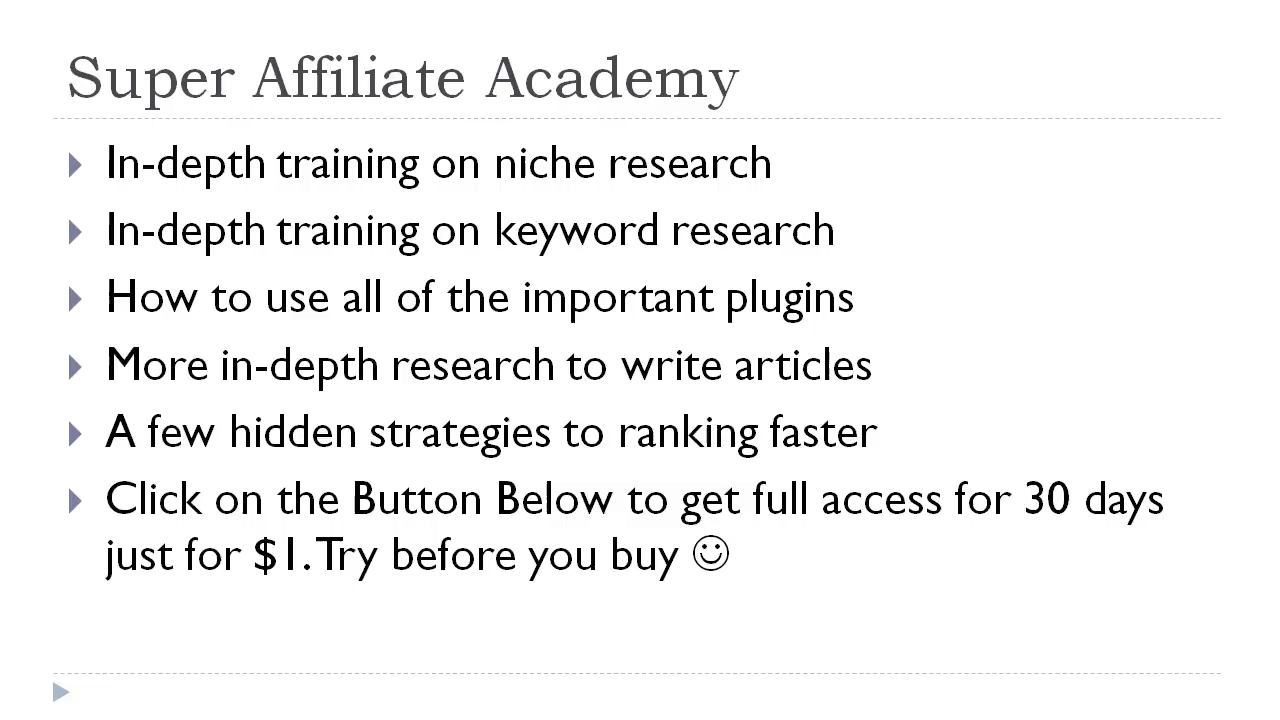 Super Affiliate Academy
In-depth training on niche research
In-depth training on keyword research
How to use all of the important plugins
More in-depth research to write articles
A few hidden strategies to ranking faster
Click on the Button Below to get full access for 30 days
just for $1. Try before you buy ☺